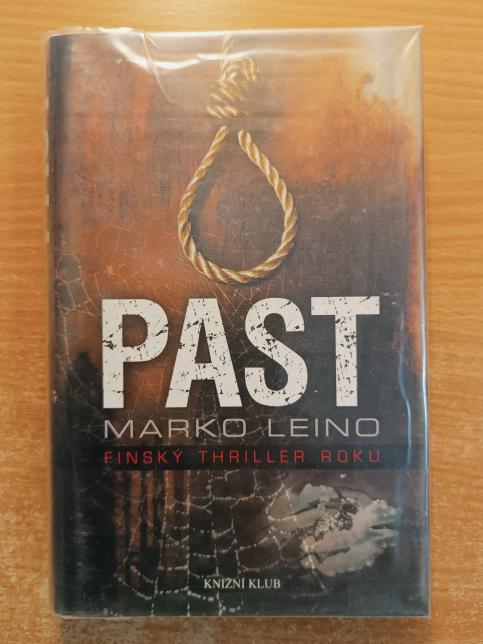 PAST
MARKO LEINO
FINSKÝ THRILLER ROKU
KNIŽNÍ KLUB